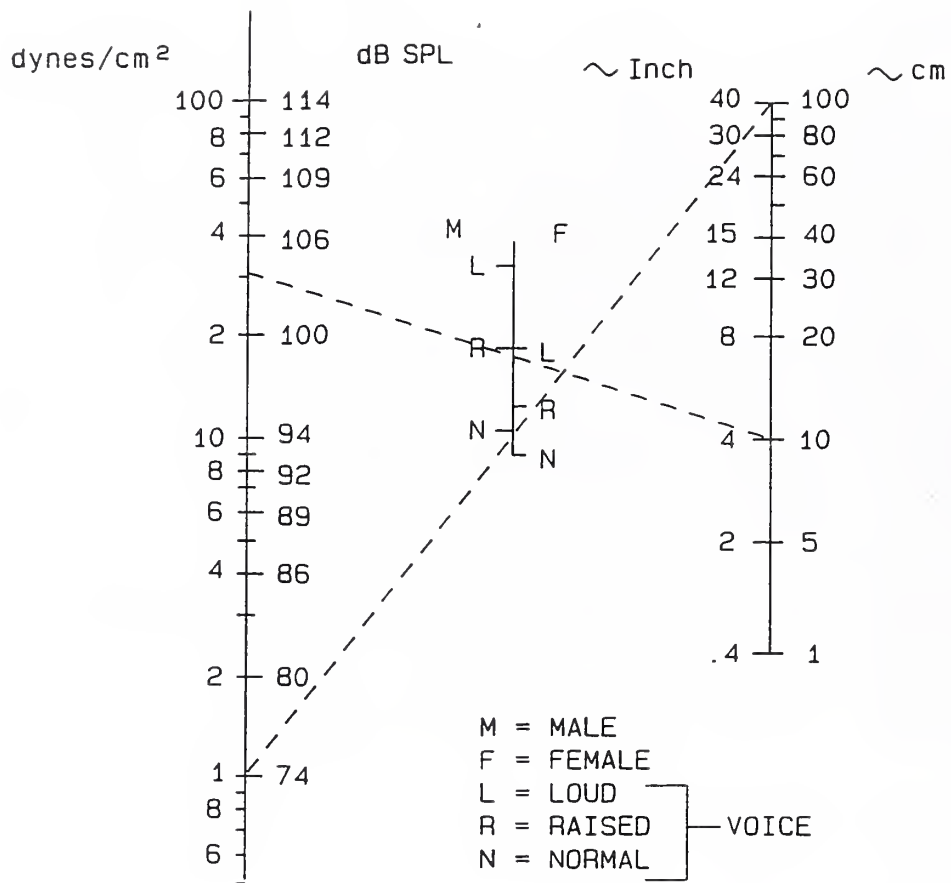 dynes/cm² dB SPL ~ Inch ~ cm
100 114 40 100
8 112 30 80
6 109 24 60
4 106 M F 15 40
L 12 30
2 100 R L 8 20
R
10 94 N 4 10
8 92 N
6 89
4 86 2 5
.4 1
2 80
M = MALE
F = FEMALE
1 74
L = LOUD
8
R = RAISED VOICE
6 N = NORMAL